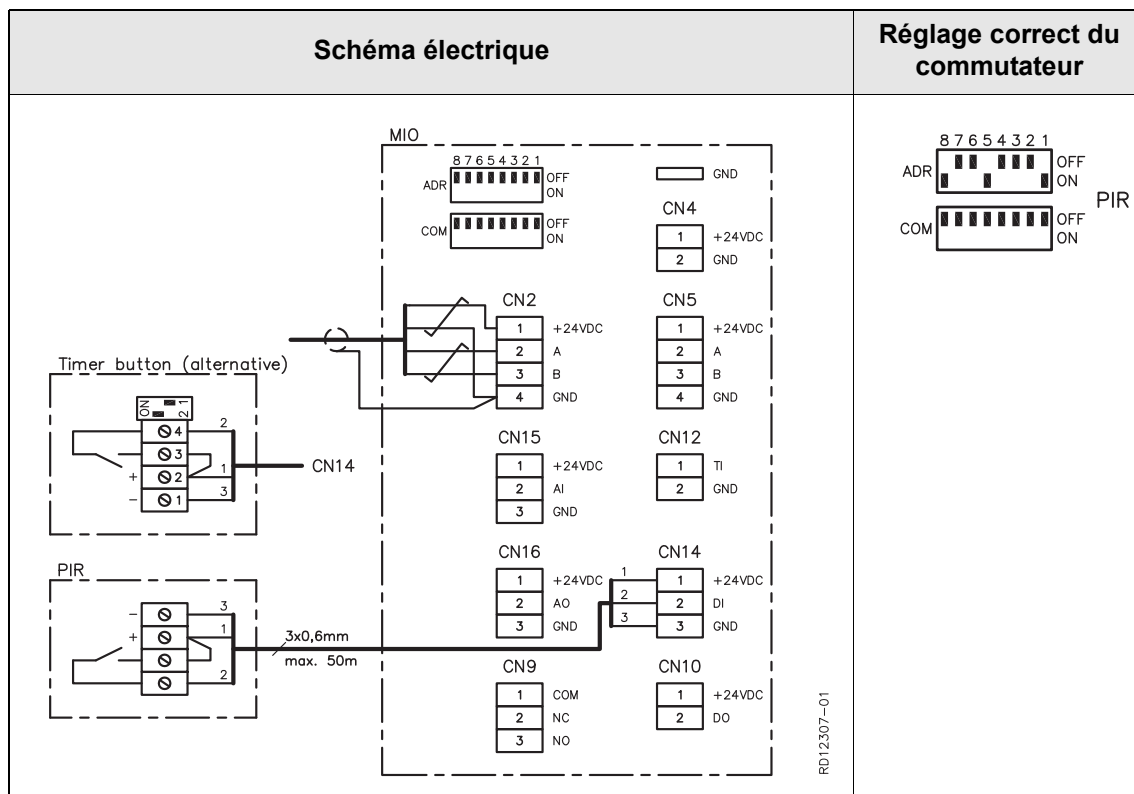 Schéma électrique
Réglage correct du
commutateur
MIO
8 7 6 5 4 3 2 1
ADR
OFF
ON
COM
OFF
ON
GND
CN4
1 +24VDC
2 GND
CN2
1 +24VDC
2 A
3 B
4 GND
CN5
1 +24VDC
2 A
3 B
4 GND
Timer button (alternative)
ON
2 1
4 2
3
+ 2 1
- 1 3
CN14
CN15
1 +24VDC
2 AI
3 GND
CN12
1 TI
2 GND
PIR
- 3
+ 1
2
3x0,6mm
max. 50m
CN16
1 +24VDC
2 AO
3 GND
CN14
1 1 +24VDC
2 2 DI
3 3 GND
CN9
1 COM
2 NC
3 NO
CN10
1 +24VDC
2 DO
RD12307-01
8 7 6 5 4 3 2 1
ADR
OFF
ON
PIR
COM
OFF
ON